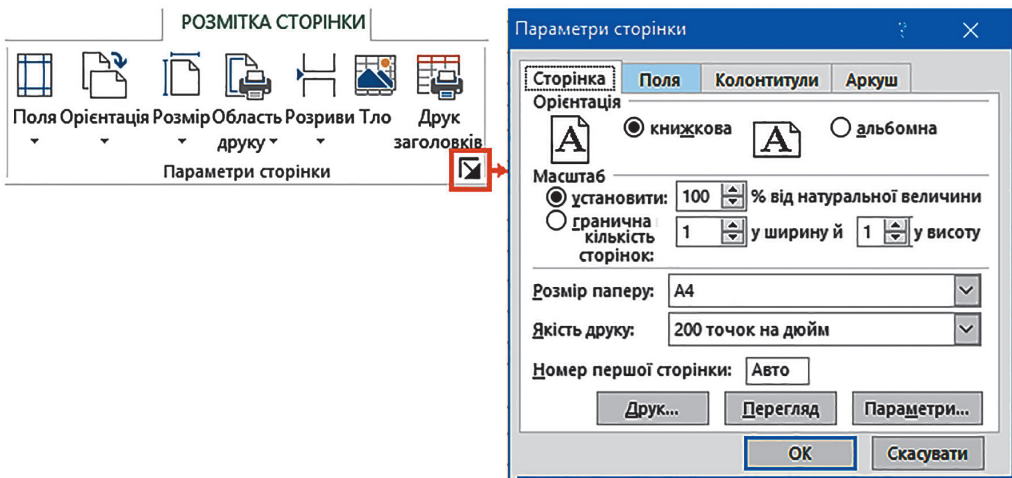 РОЗМІТКА СТОРІНКИ
Поля Орієнтація Розмір Область друку Розриви Тло Друк заголовків
Параметри сторінки
Параметри сторінки
Сторінка Поля Колонтитули Аркуш
Орієнтація
A книжкова A альбомна
Масштаб
установити: 100 % від натуральної величини
гранична кількість сторінок: 1 у ширину й 1 у висоту
Розмір паперу: A4
Якість друку: 200 точок на дюйм
Номер першої сторінки: Авто
Друк... Перегляд Параметри...
OK Скасувати